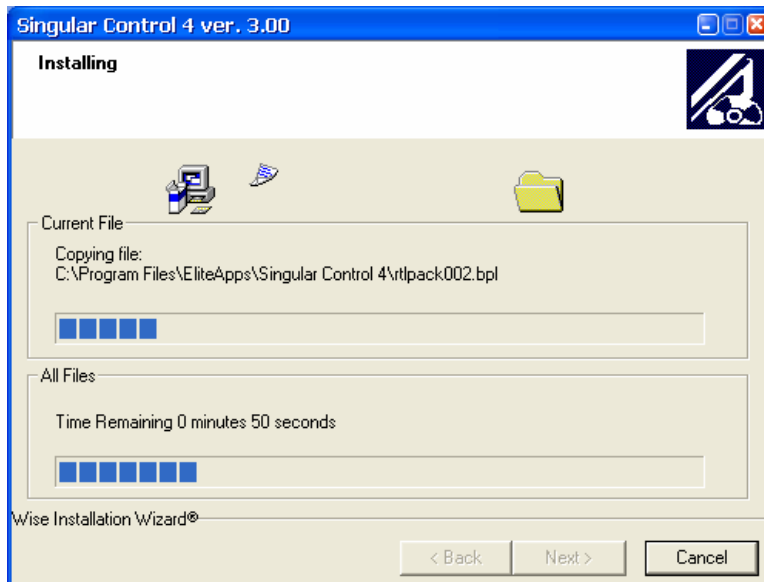 Singular Control 4 ver. 3.00
Installing
Current File
Copying file:
C:\Program Files\EliteApps\Singular Control 4\rtlpack002.bpl
All Files
Time Remaining 0 minutes 50 seconds
Wise Installation Wizard®
< Back
Next >
Cancel